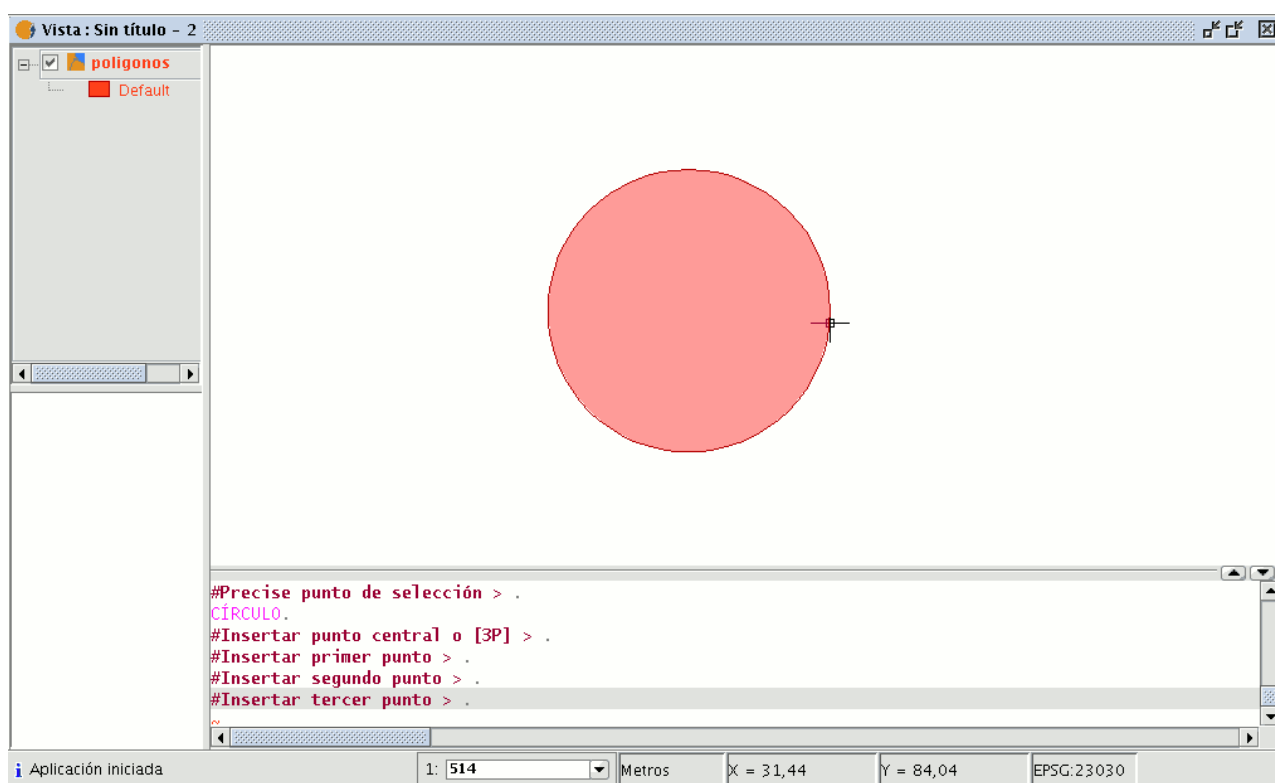 Vista : Sin título - 2
poligonos
Default
#Precise punto de selección > .
CÍRCULO.
#Insertar punto central o [3P] > .
#Insertar primer punto > .
#Insertar segundo punto > .
#Insertar tercer punto > .
~
Aplicación iniciada 1: 514 Metros X = 31,44 Y = 84,04 EPSG:23030